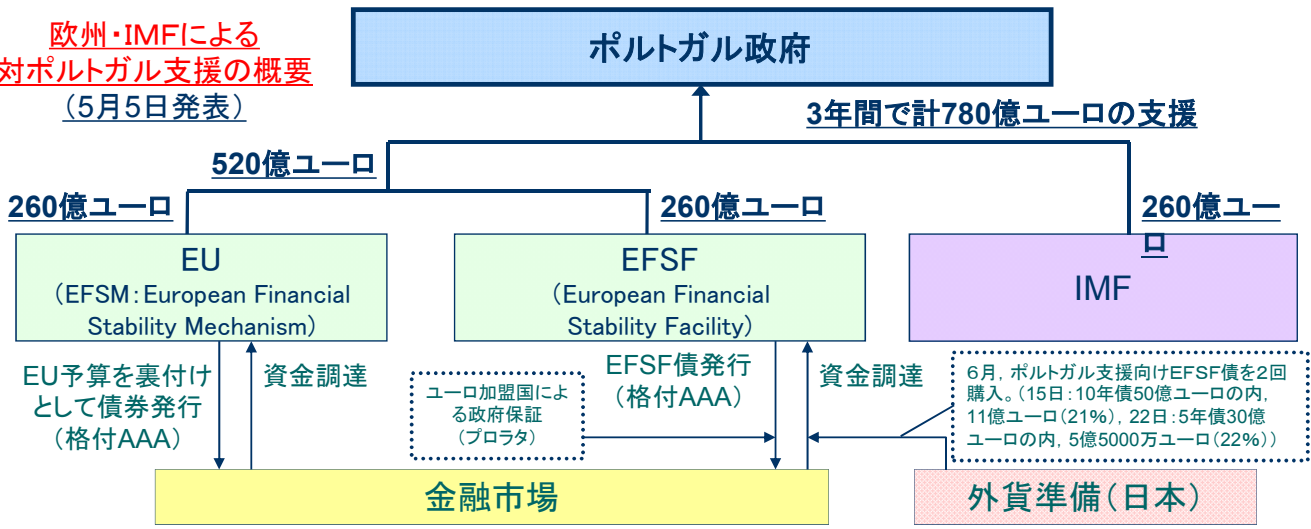 欧州・IMFによる
対ポルトガル支援の概要
（5月5日発表）
ポルトガル政府
3年間で計780億ユーロの支援
520億ユーロ
260億ユーロ
260億ユーロ
260億ユー
ロ
EU
（EFSM：European Financial
Stability Mechanism）
EFSF
（European Financial
Stability Facility）
IMF
EU予算を裏付け
として債券発行
（格付AAA）
資金調達
ユーロ加盟国によ
る政府保証
（プロラタ）
EFSF債発行
（格付AAA）
資金調達
6月，ポルトガル支援向けEFSF債を2回
購入。（15日：10年債50億ユーロの内，
11億ユーロ（21%），22日：5年債30億
ユーロの内，5億5000万ユーロ（22%））
金融市場
外貨準備（日本）